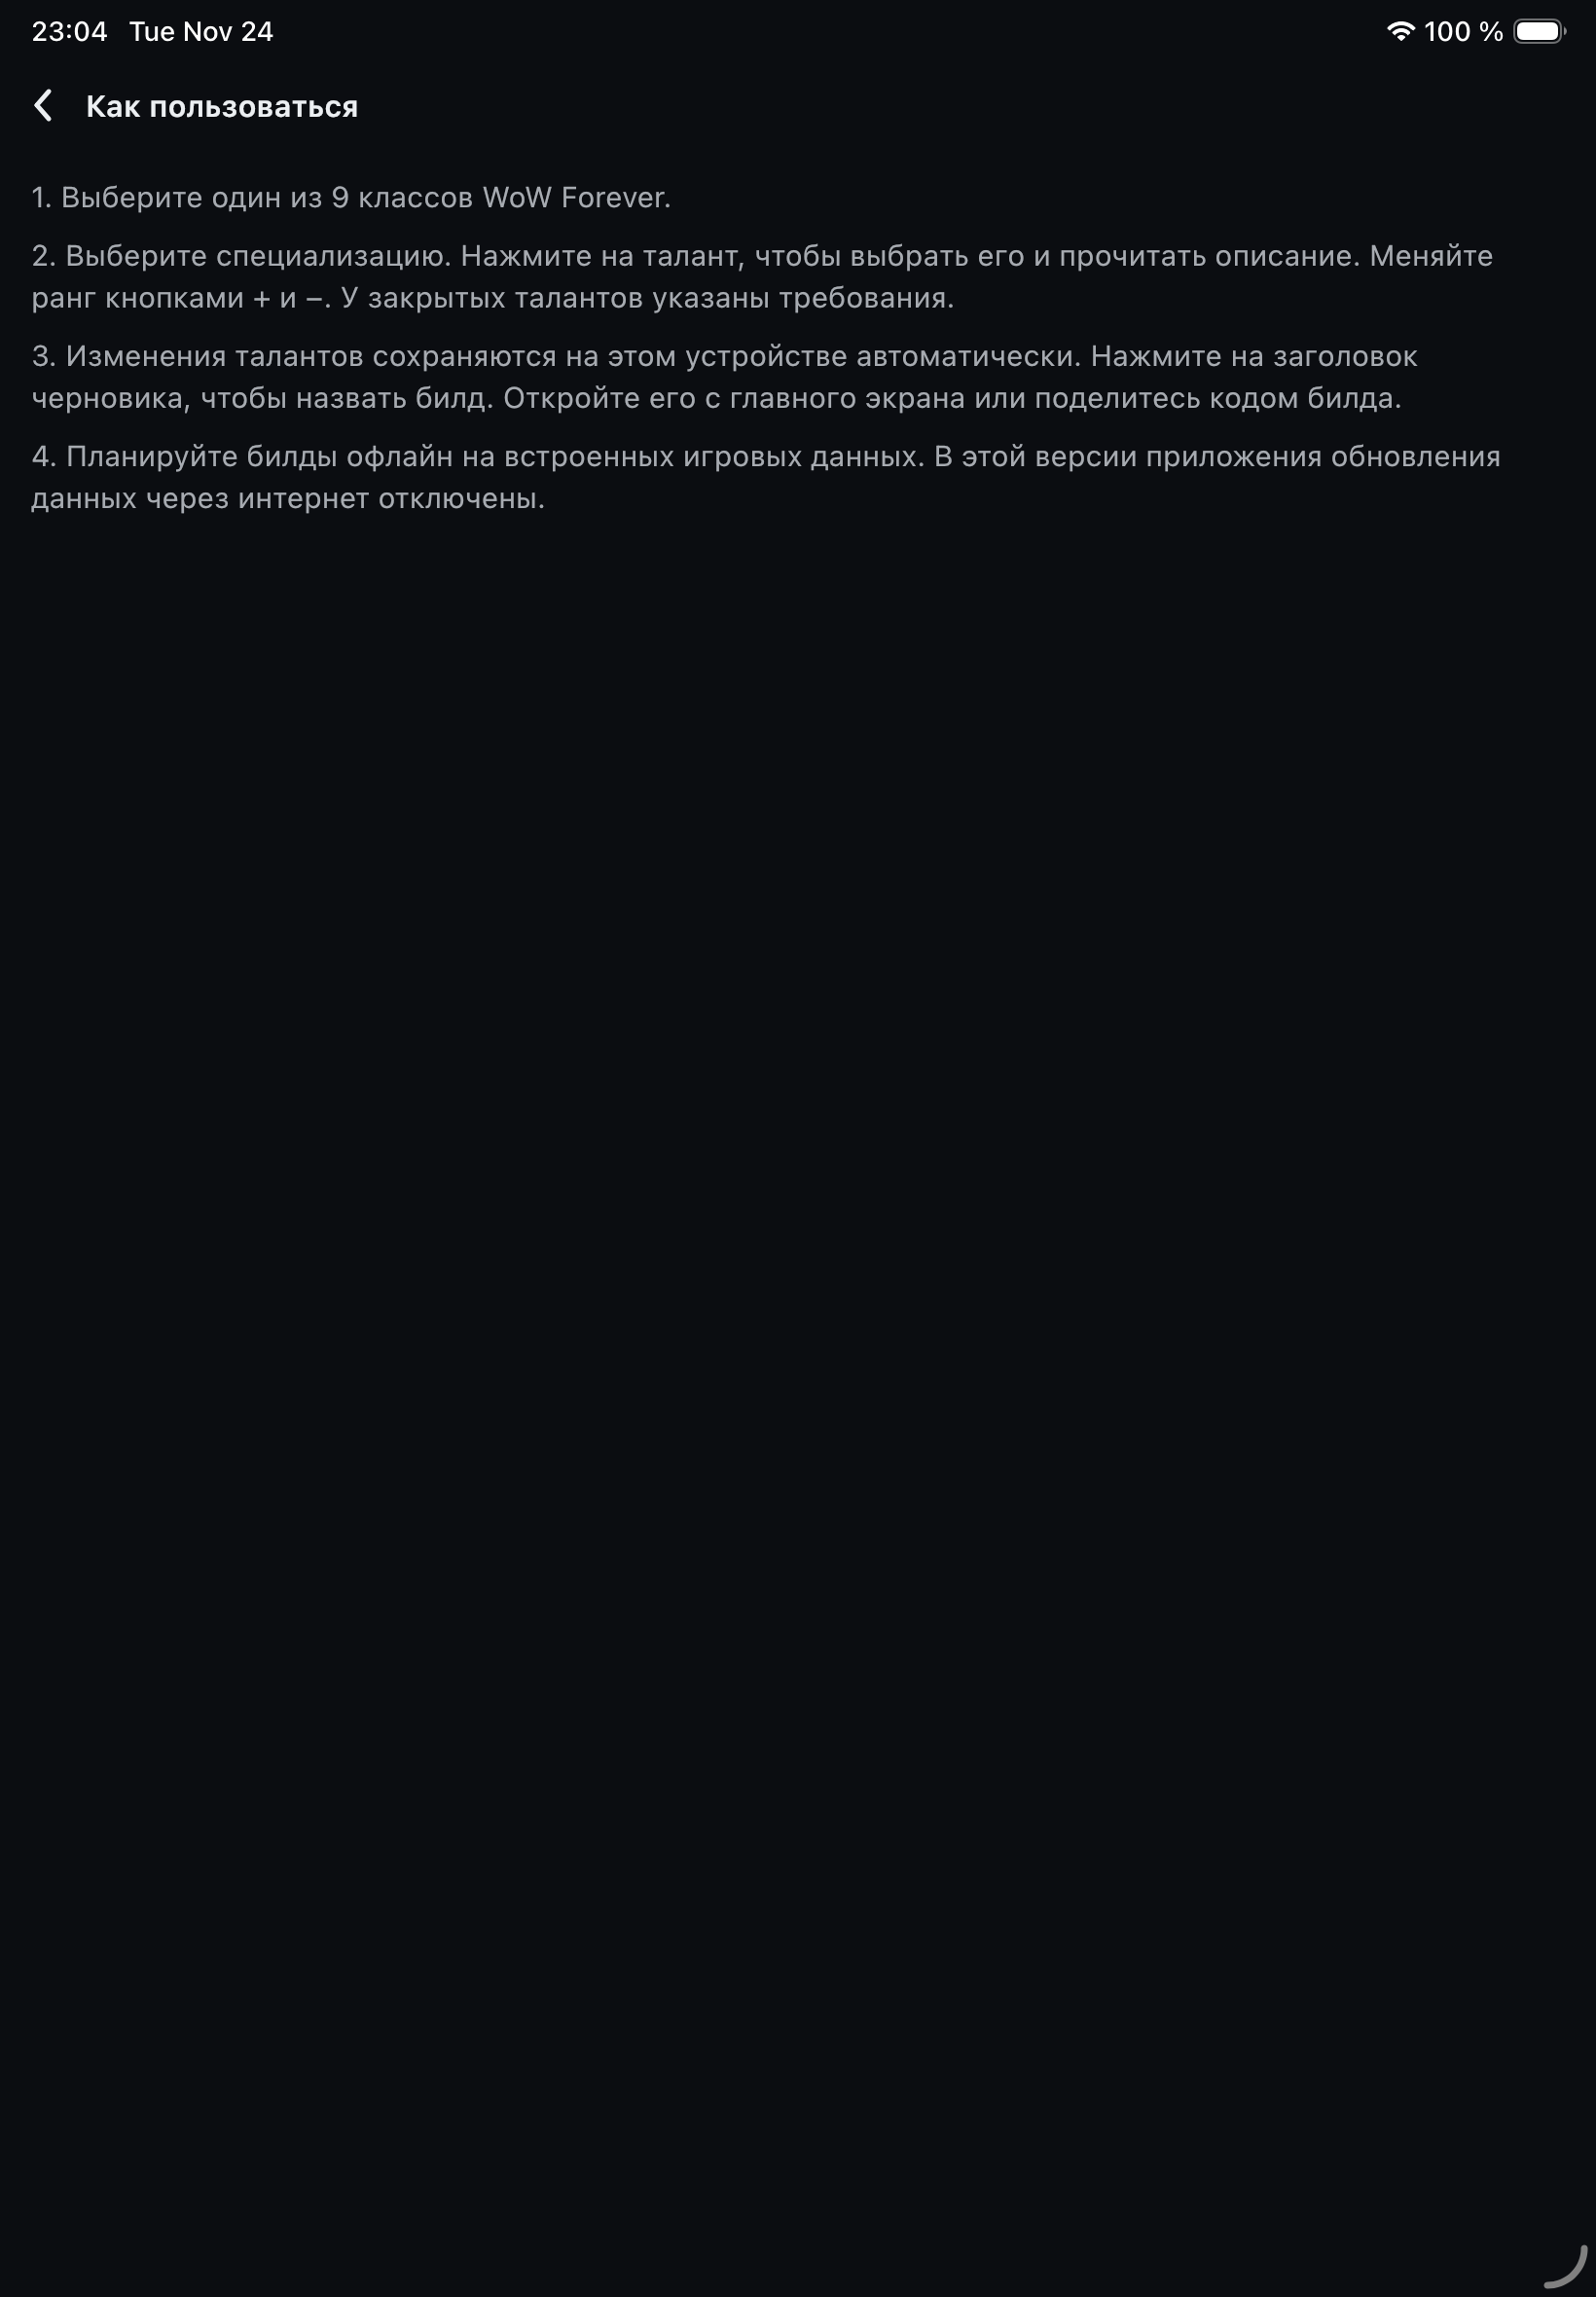 23:04 Tue Nov 24
100 %
Как пользоваться
1. Выберите один из 9 классов WoW Forever.
2. Выберите специализацию. Нажмите на талант, чтобы выбрать его и прочитать описание. Меняйте
ранг кнопками + и −. У закрытых талантов указаны требования.
3. Изменения талантов сохраняются на этом устройстве автоматически. Нажмите на заголовок
черновика, чтобы назвать билд. Откройте его с главного экрана или поделитесь кодом билда.
4. Планируйте билды офлайн на встроенных игровых данных. В этой версии приложения обновления
данных через интернет отключены.